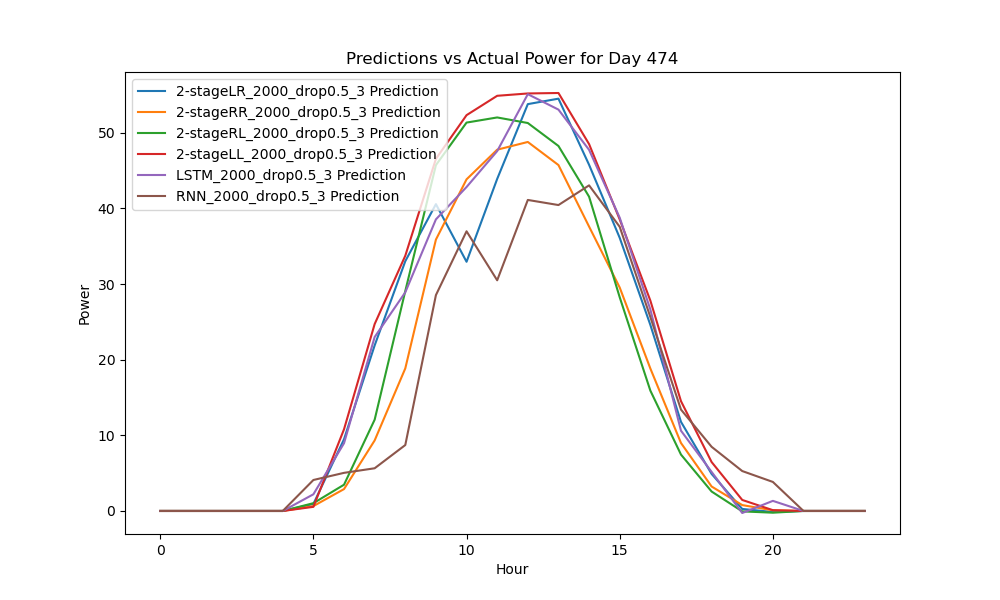 Predictions vs Actual Power for Day 474
2-stageLR_2000_drop0.5_3 Prediction
2-stageRR_2000_drop0.5_3 Prediction
2-stageRL_2000_drop0.5_3 Prediction
2-stageLL_2000_drop0.5_3 Prediction
LSTM_2000_drop0.5_3 Prediction
RNN_2000_drop0.5_3 Prediction
50
40
30
20
10
0
Power
0 5 10 15 20
Hour